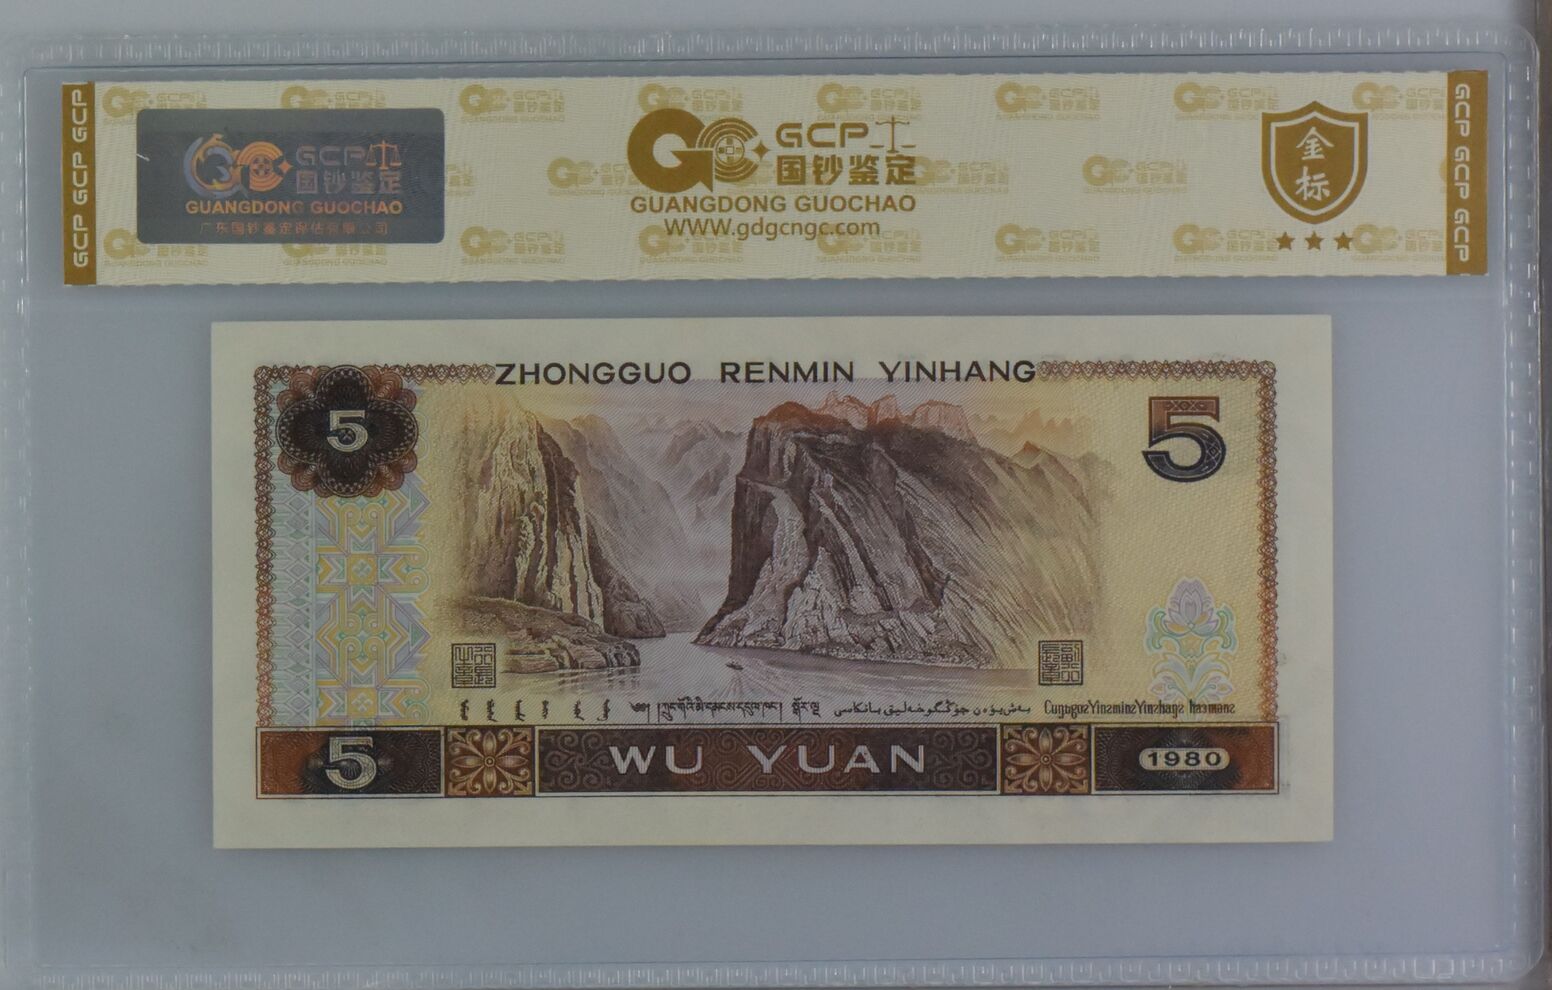 GCP GCP GCP
GCP 国钞鉴定
GUANGDONG GUOCHAO
广东国钞鉴定评估有限公司
GCP
国钞鉴定
GUANGDONG GUOCHAO
WWW.gdgcngc.com
金标
GCP GCP GCP
ZHONGGUO RENMIN YINHANG
5
5
5 WU YUAN 1980